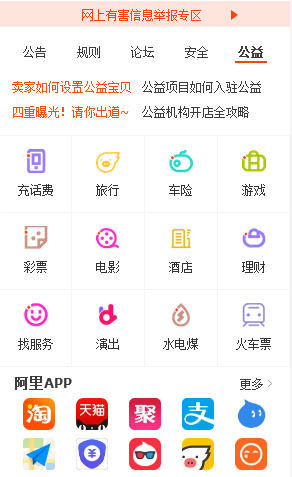 网上有害信息举报专区
公告 规则 论坛 安全 公益
卖家如何设置公益宝贝 公益项目如何入驻公益
四重曝光！请你出道~ 公益机构开店全攻略
充话费 旅行 车险 游戏
彩票 电影 酒店 理财
找服务 演出 水电煤 火车票
阿里APP 更多
淘 天猫 聚 支